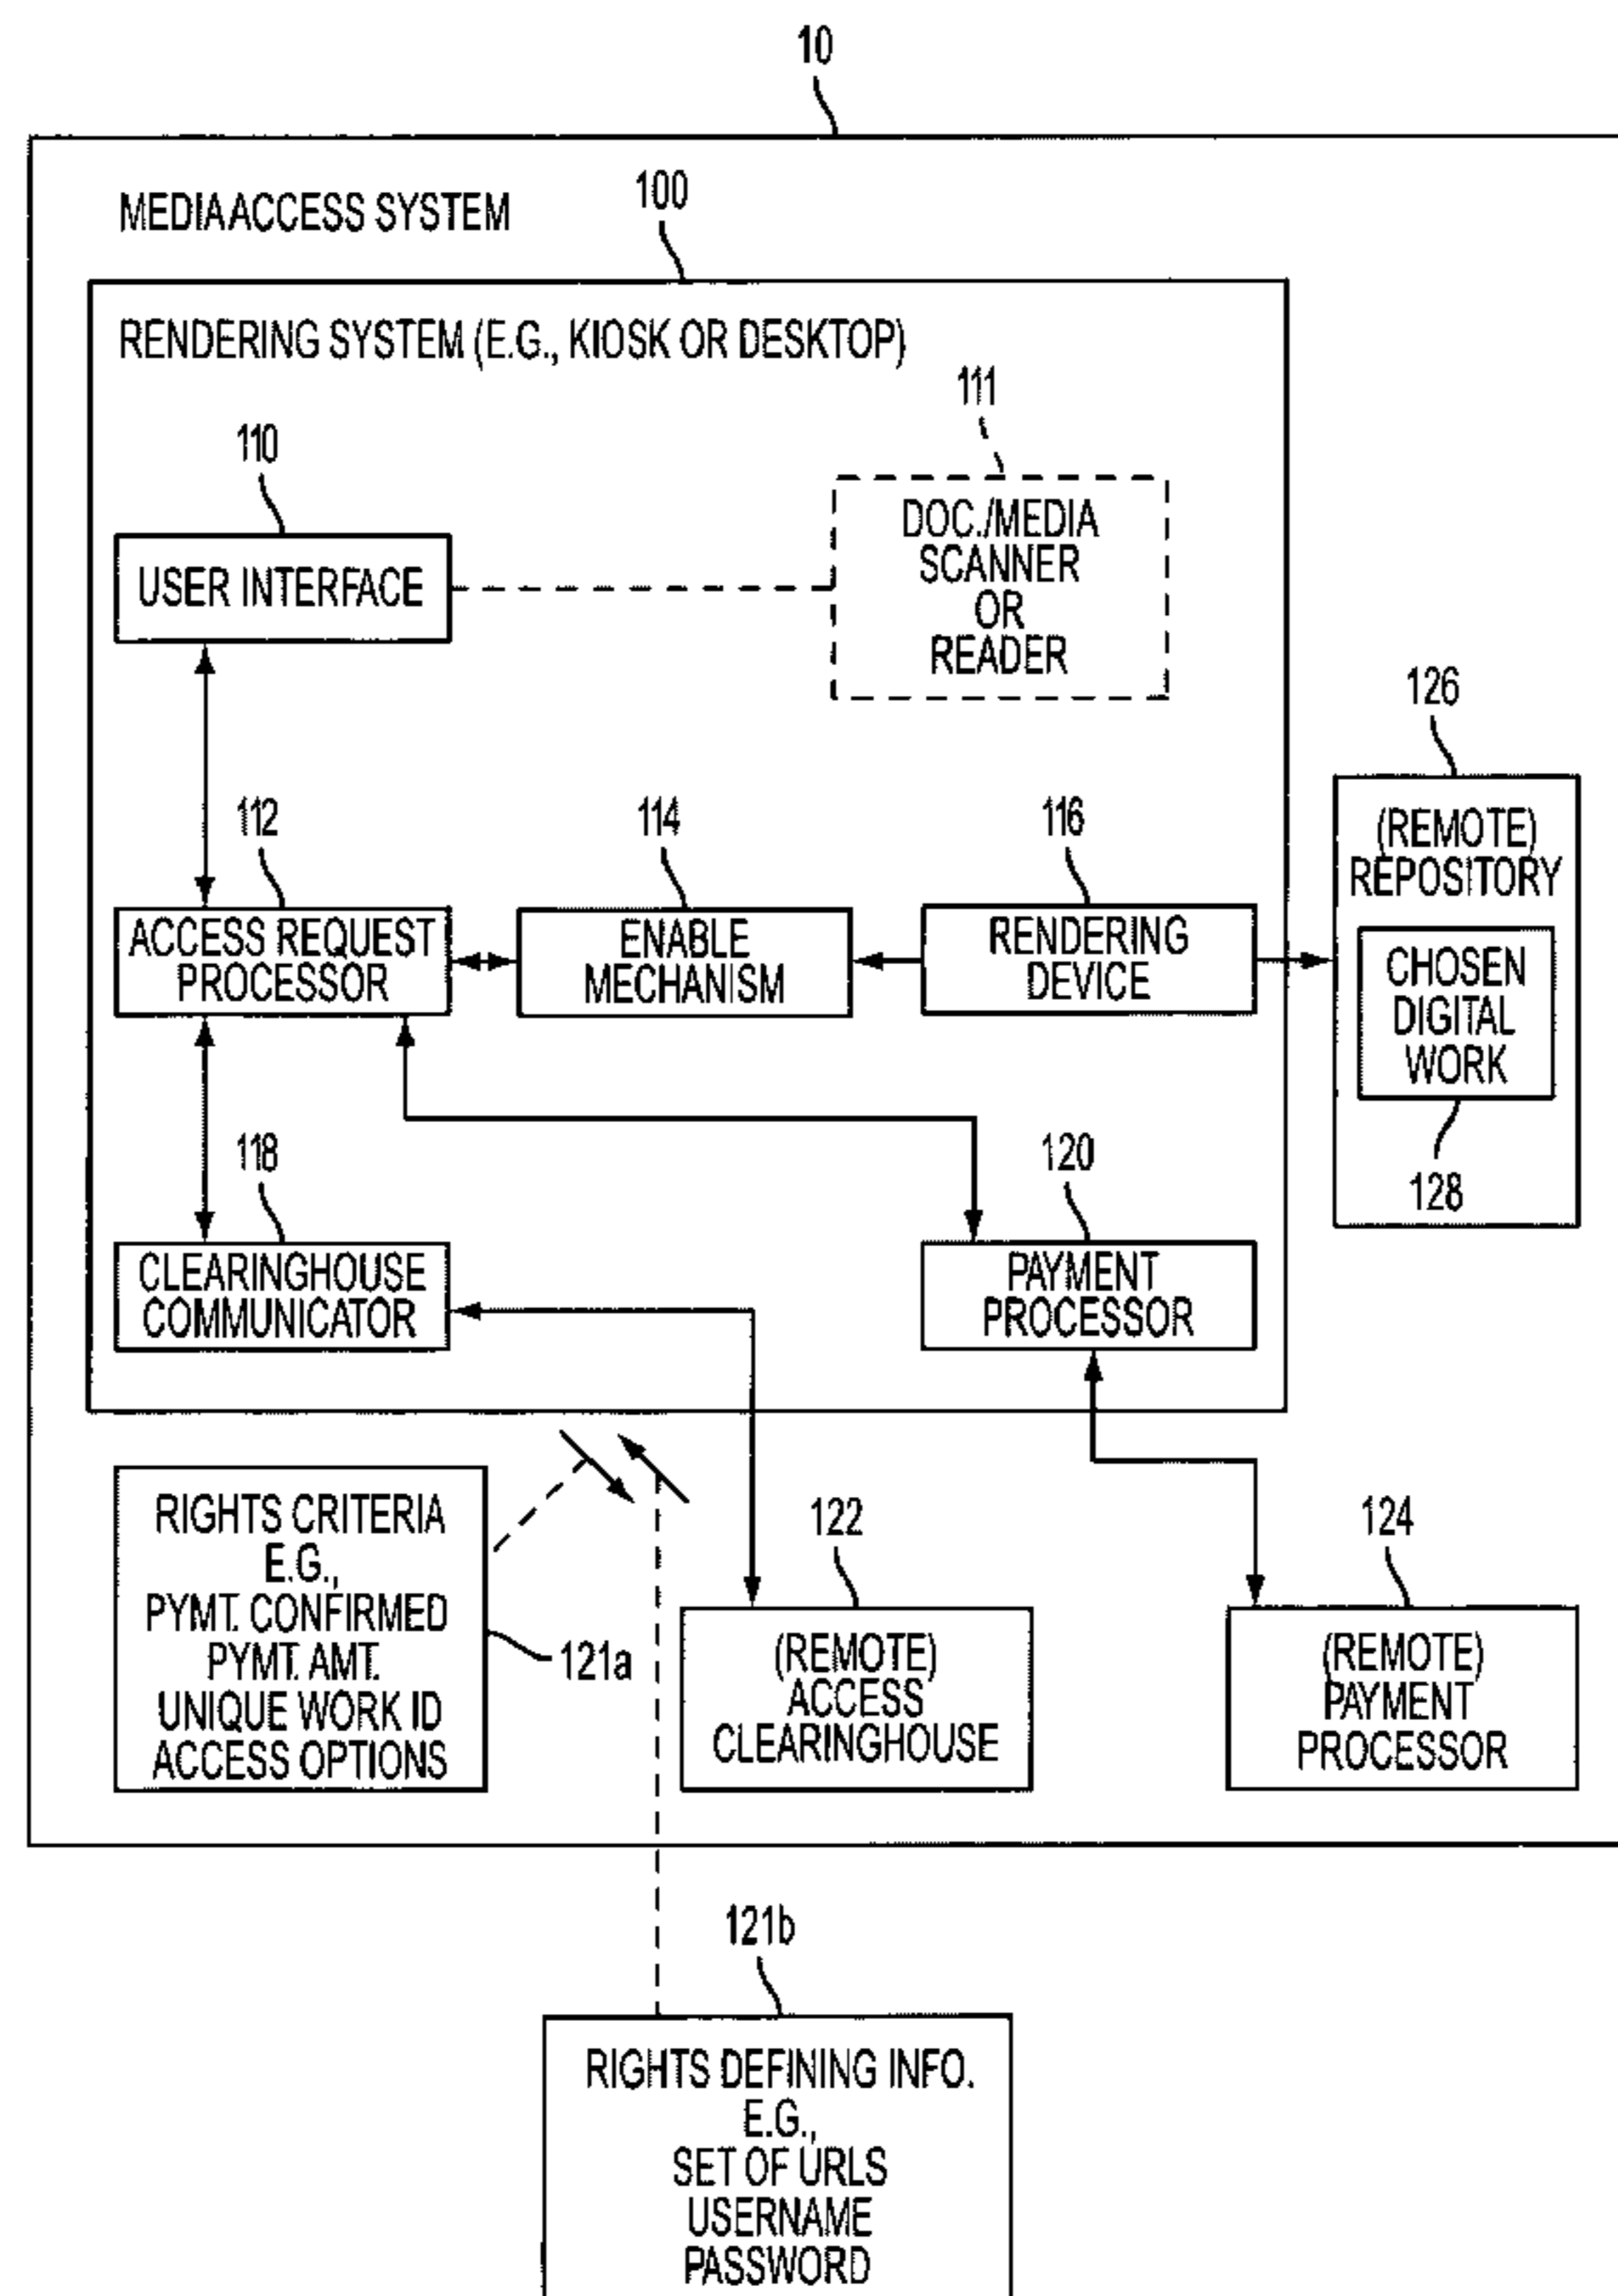 10
MEDIA ACCESS SYSTEM
100
RENDERING SYSTEM (E.G., KIOSK OR DESKTOP)
111
110
DOC./MEDIA
SCANNER
OR
READER
USER INTERFACE
126
(REMOTE)
REPOSITORY
CHOSEN
DIGITAL
WORK
128
112
ACCESS REQUEST
PROCESSOR
114
ENABLE
MECHANISM
116
RENDERING
DEVICE
118
CLEARINGHOUSE
COMMUNICATOR
120
PAYMENT
PROCESSOR
RIGHTS CRITERIA
E.G.,
PYMT. CONFIRMED
PYMT. AMT.
UNIQUE WORK ID
ACCESS OPTIONS
121a
122
(REMOTE)
ACCESS
CLEARINGHOUSE
124
(REMOTE)
PAYMENT
PROCESSOR
121b
RIGHTS DEFINING INFO.
E.G.,
SET OF URLS
USERNAME
PASSWORD